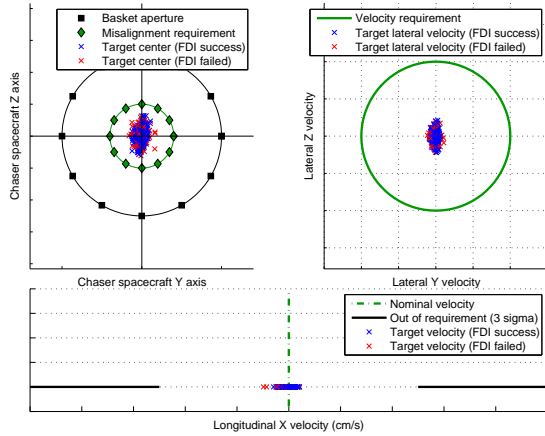 Basket aperture
Misalignment requirement
Target center (FDI success)
Target center (FDI failed)
Chaser spacecraft Z axis
Chaser spacecraft Y axis
Velocity requirement
Target lateral velocity (FDI success)
Target lateral velocity (FDI failed)
Lateral Z velocity
Lateral Y velocity
Nominal velocity
Out of requirement (3 sigma)
Target velocity (FDI success)
Target velocity (FDI failed)
Longitudinal X velocity (cm/s)